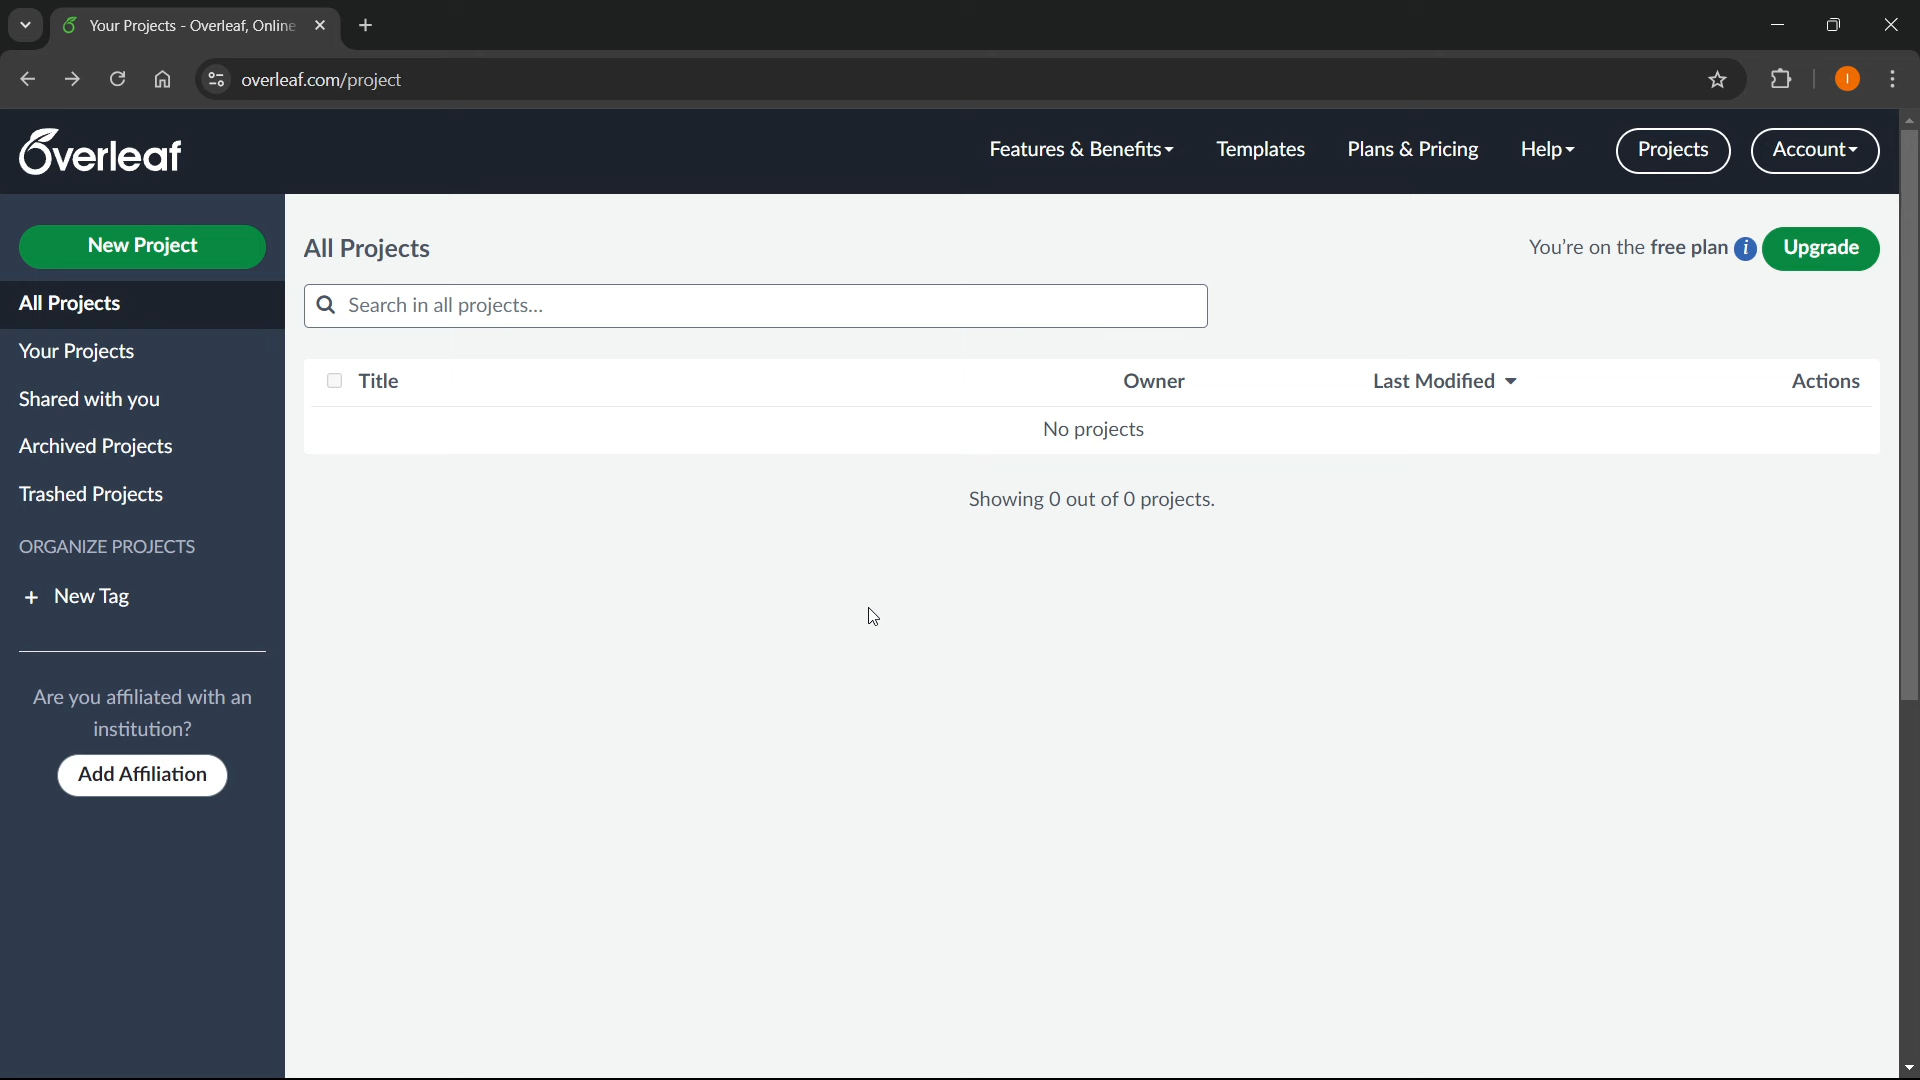 Your Projects - Overleaf, Online
overleaf.com/project
I
Overleaf
Features & Benefits
Templates
Plans & Pricing
Help
Projects
Account
New Project
All Projects
Your Projects
Shared with you
Archived Projects
Trashed Projects
ORGANIZE PROJECTS
+ New Tag
Are you affiliated with an
institution?
Add Affiliation
All Projects
You're on the free plan i
Upgrade
Search in all projects...
Title
Owner
Last Modified
Actions
No projects
Showing 0 out of 0 projects.